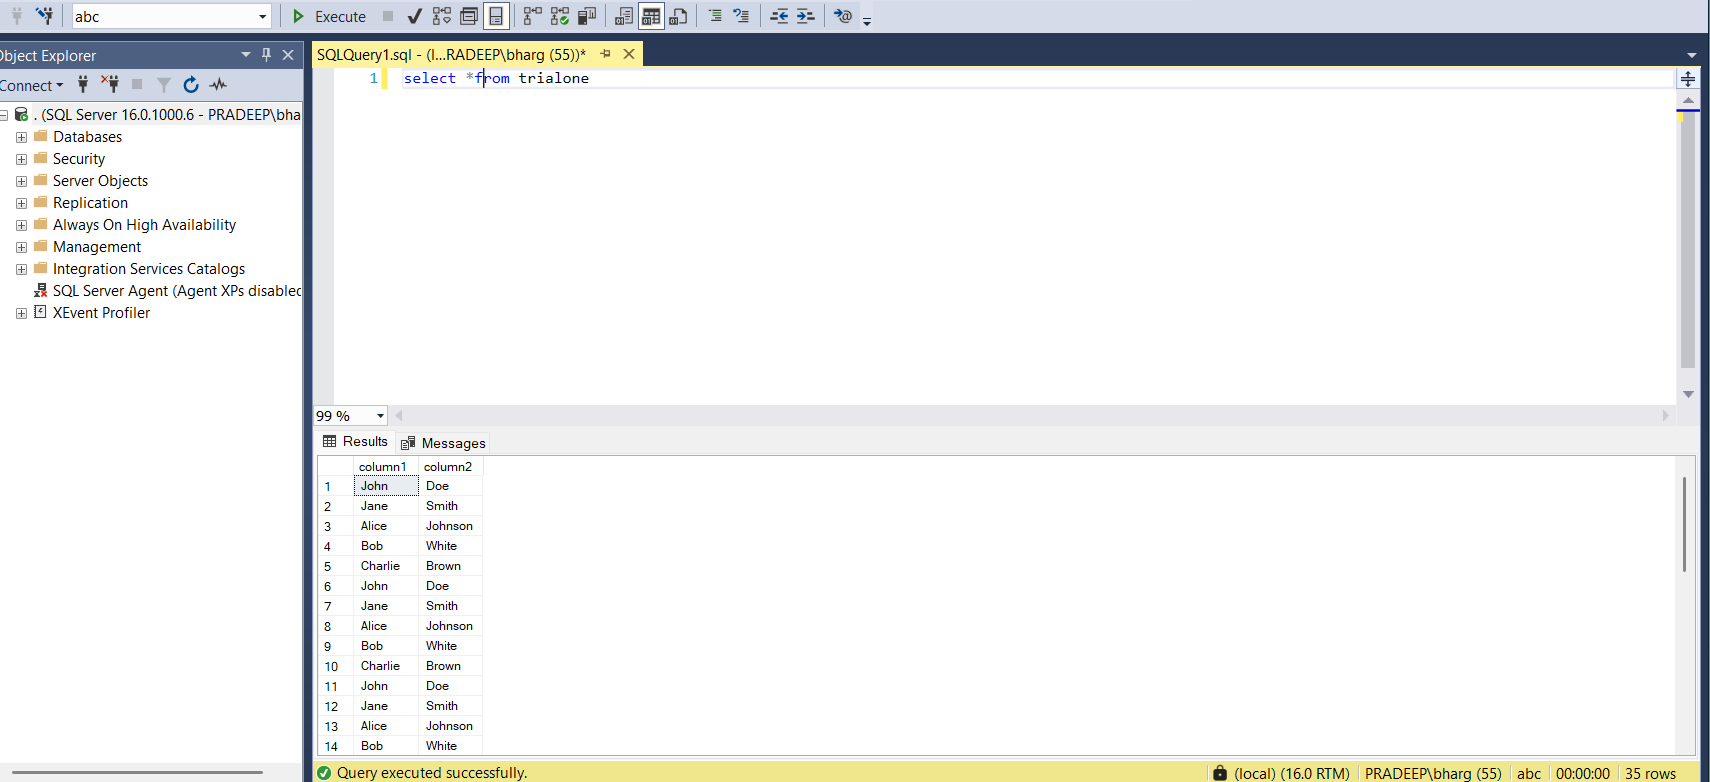 abc
Execute
Object Explorer
Connect
. (SQL Server 16.0.1000.6 - PRADEEP\bha
Databases
Security
Server Objects
Replication
Always On High Availability
Management
Integration Services Catalogs
SQL Server Agent (Agent XPs disabled
XEvent Profiler
SQLQuery1.sql - (l...RADEEP\bharg (55))*
1 select *from trialone
99 %
Results Messages
column1 column2
1 John Doe
2 Jane Smith
3 Alice Johnson
4 Bob White
5 Charlie Brown
6 John Doe
7 Jane Smith
8 Alice Johnson
9 Bob White
10 Charlie Brown
11 John Doe
12 Jane Smith
13 Alice Johnson
14 Bob White
Query executed successfully.
(local) (16.0 RTM) PRADEEP\bharg (55) abc 00:00:00 35 rows